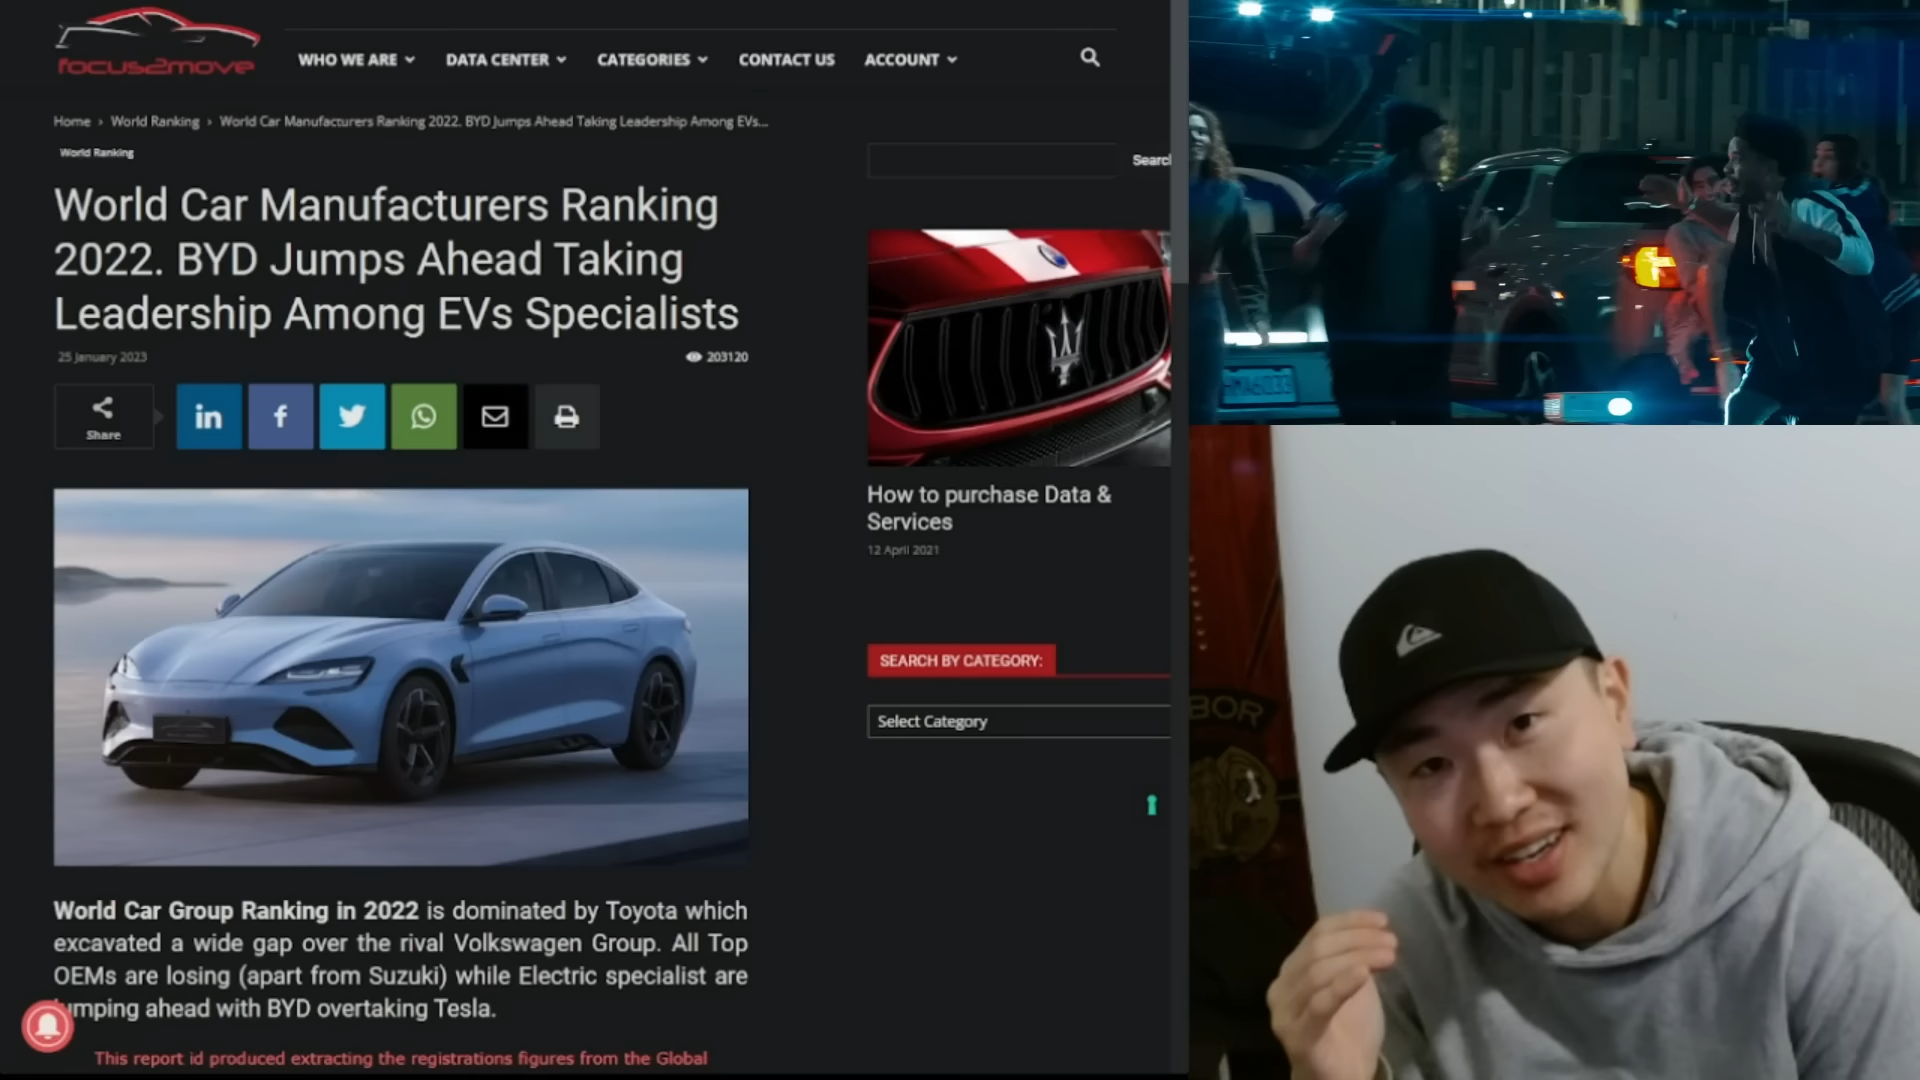 focus2move
WHO WE ARE
DATA CENTER
CATEGORIES
CONTACT US
ACCOUNT
Home › World Ranking › World Car Manufacturers Ranking 2022. BYD Jumps Ahead Taking Leadership Among EVs...
World Ranking
World Car Manufacturers Ranking
2022. BYD Jumps Ahead Taking
Leadership Among EVs Specialists
25 January 2023
203120
Share
in
f
World Car Group Ranking in 2022 is dominated by Toyota which
excavated a wide gap over the rival Volkswagen Group. All Top
OEMs are losing (apart from Suzuki) while Electric specialist are
umping ahead with BYD overtaking Tesla.
This report id produced extracting the registrations figures from the Global
Search
How to purchase Data &
Services
12 April 2021
SEARCH BY CATEGORY:
Select Category
BOR